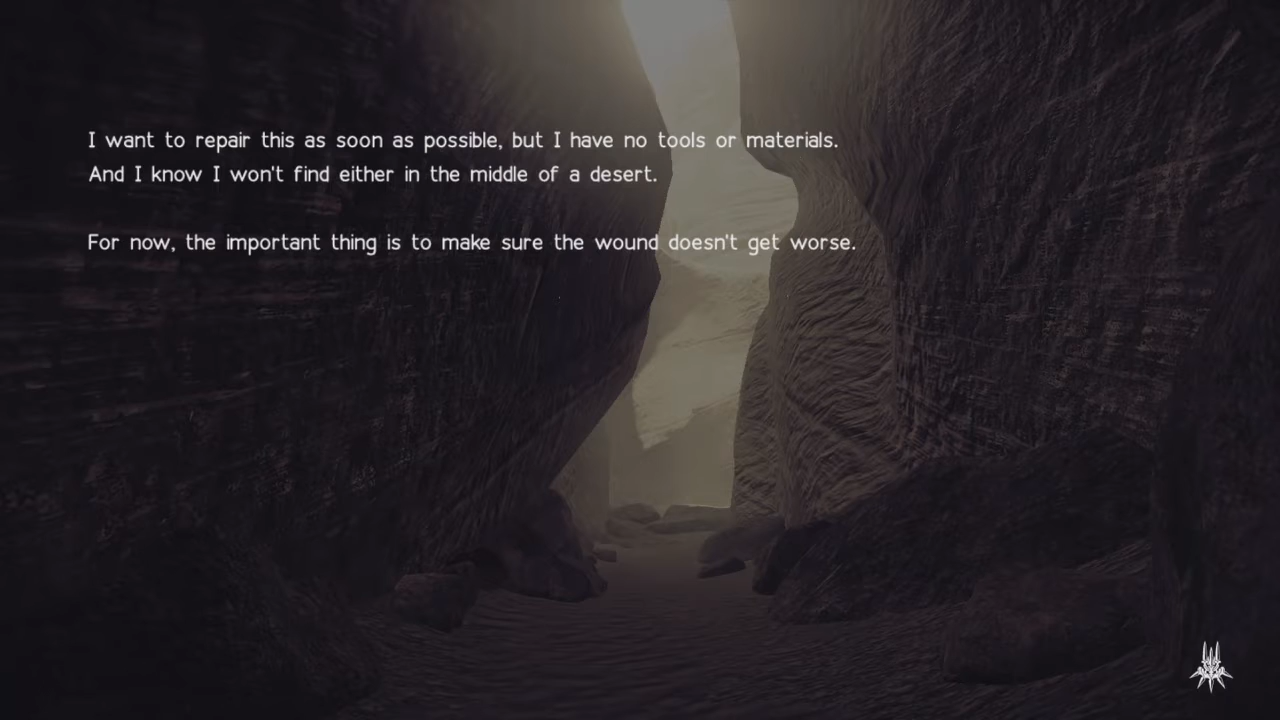 I want to repair this as soon as possible, but I have no tools or materials.
And I know I won't find either in the middle of a desert.
For now, the important thing is to make sure the wound doesn't get worse.